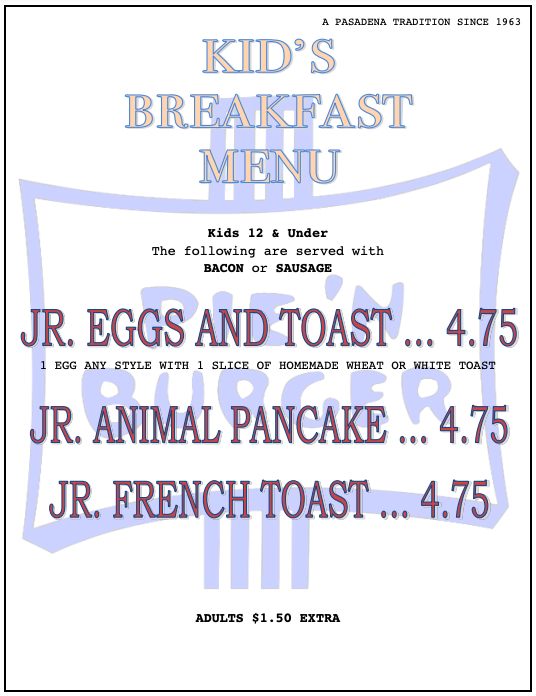 A PASADENA TRADITION SINCE 1963
KID'S
BREAKFAST
MENU
Kids 12 & Under
The following are served with
BACON or SAUSAGE
PIE 'N
JR. EGGS AND TOAST ... 4.75
1 EGG ANY STYLE WITH 1 SLICE OF HOMEMADE WHEAT OR WHITE TOAST
BURGER
JR. ANIMAL PANCAKE ... 4.75
JR. FRENCH TOAST ... 4.75
ADULTS $1.50 EXTRA